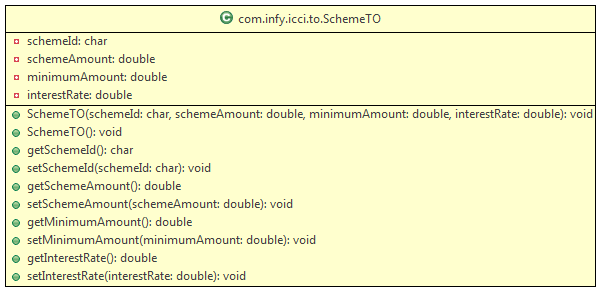 com.infy.icci.to.SchemeTO
schemeId: char
schemeAmount: double
minimumAmount: double
interestRate: double
SchemeTO(schemeId: char, schemeAmount: double, minimumAmount: double, interestRate: double): void
SchemeTO(): void
getSchemeId(): char
setSchemeId(schemeId: char): void
getSchemeAmount(): double
setSchemeAmount(schemeAmount: double): void
getMinimumAmount(): double
setMinimumAmount(minimumAmount: double): void
getInterestRate(): double
setInterestRate(interestRate: double): void